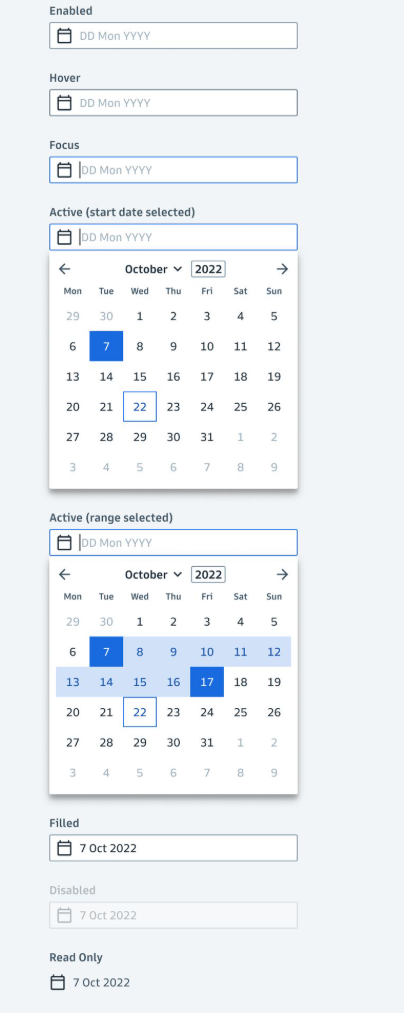 Enabled
DD Mon YYYY
Hover
DD Mon YYYY
Focus
DD Mon YYYY
Active (start date selected)
DD Mon YYYY
October 2022
Mon Tue Wed Thu Fri Sat Sun
29 30 1 2 3 4 5
6 7 8 9 10 11 12
13 14 15 16 17 18 19
20 21 22 23 24 25 26
27 28 29 30 31 1 2
3 4 5 6 7 8 9
Active (range selected)
DD Mon YYYY
October 2022
Mon Tue Wed Thu Fri Sat Sun
29 30 1 2 3 4 5
6 7 8 9 10 11 12
13 14 15 16 17 18 19
20 21 22 23 24 25 26
27 28 29 30 31 1 2
3 4 5 6 7 8 9
Filled
7 Oct 2022
Disabled
7 Oct 2022
Read Only
7 Oct 2022